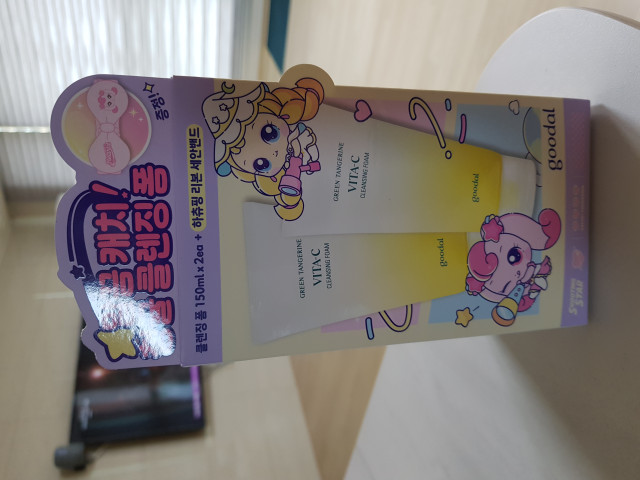 증정!
캐치!
클렌징 폼
클렌징 폼 150ml x 2ea + 하츄핑 리본 세안밴드
GREEN TANGERINE
VITA·C
CLEANSING FOAM
goodal
GREEN TANGERINE
VITA·C
CLEANSING FOAM
goodal
goodal
STAR